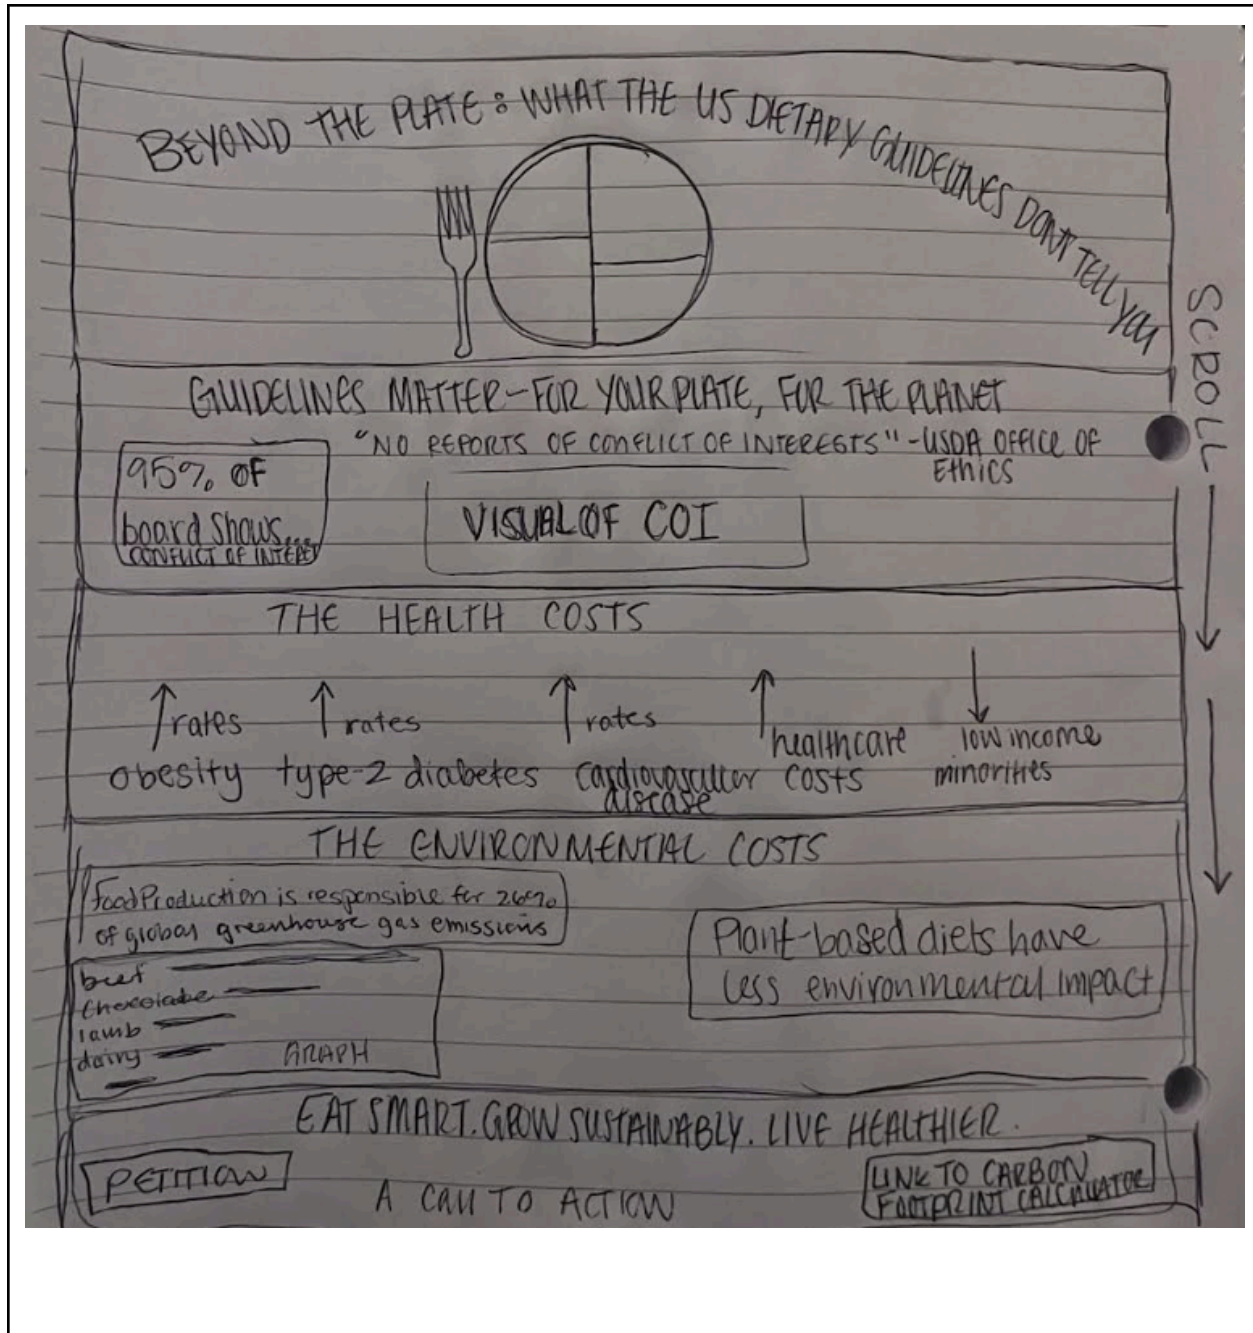 BEYOND THE PLATE: WHAT THE US DIETARY GUIDELINES DON'T TELL YOU
SCROLL
GUIDELINES MATTER-FOR YOUR PLATE, FOR THE PLANET
"NO REPORTS OF CONFLICT OF INTERESTS" -USDA OFFICE OF
ETHICS
95% OF
board shows...
CONFLICT OF INTEREST
VISUAL OF COI
THE HEALTH COSTS
rates
obesity
rates
type-2 diabetes
rates
cardiovascular
disease
healthcare
costs
low income
minorities
THE ENVIRONMENTAL COSTS
Food Production is responsible for 26%
of global greenhouse gas emissions
beef
chocolate
lamb
dairy
GRAPH
Plant-based diets have
less environmental impact
EAT SMART. GROW SUSTAINABLY. LIVE HEALTHIER.
PETITION
A CALL TO ACTION
LINK TO CARBON
FOOTPRINT CALCULATOR